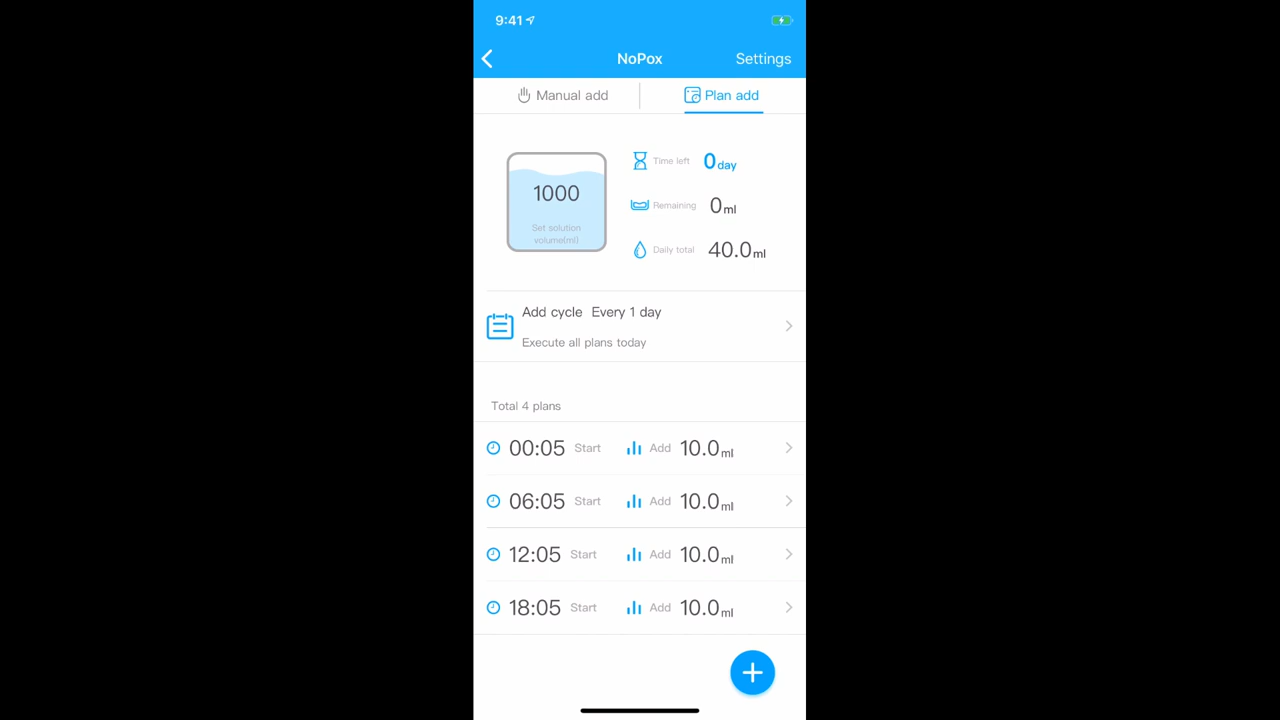 9:41
NoPox
Settings
Manual add
Plan add
1000
Set solution
volume(ml)
Time left 0day
Remaining 0ml
Daily total 40.0ml
Add cycle Every 1 day
Execute all plans today
Total 4 plans
00:05 Start Add 10.0ml
06:05 Start Add 10.0ml
12:05 Start Add 10.0ml
18:05 Start Add 10.0ml